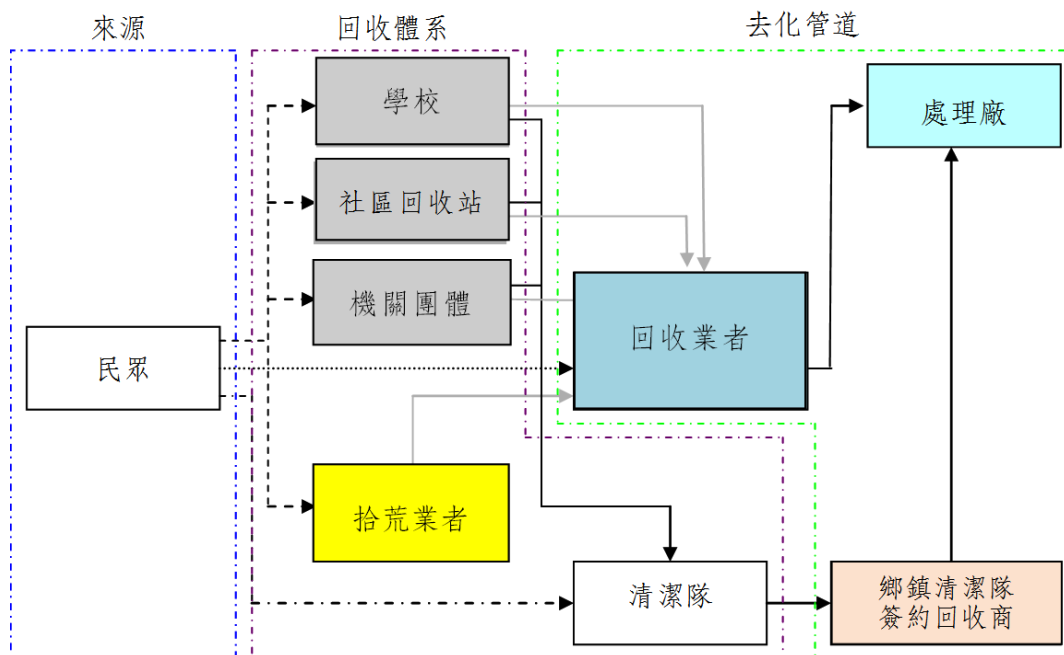 來源
回收體系
去化管道
學校
處理廠
社區回收站
機關團體
回收業者
民眾
拾荒業者
清潔隊
鄉鎮清潔隊
簽約回收商